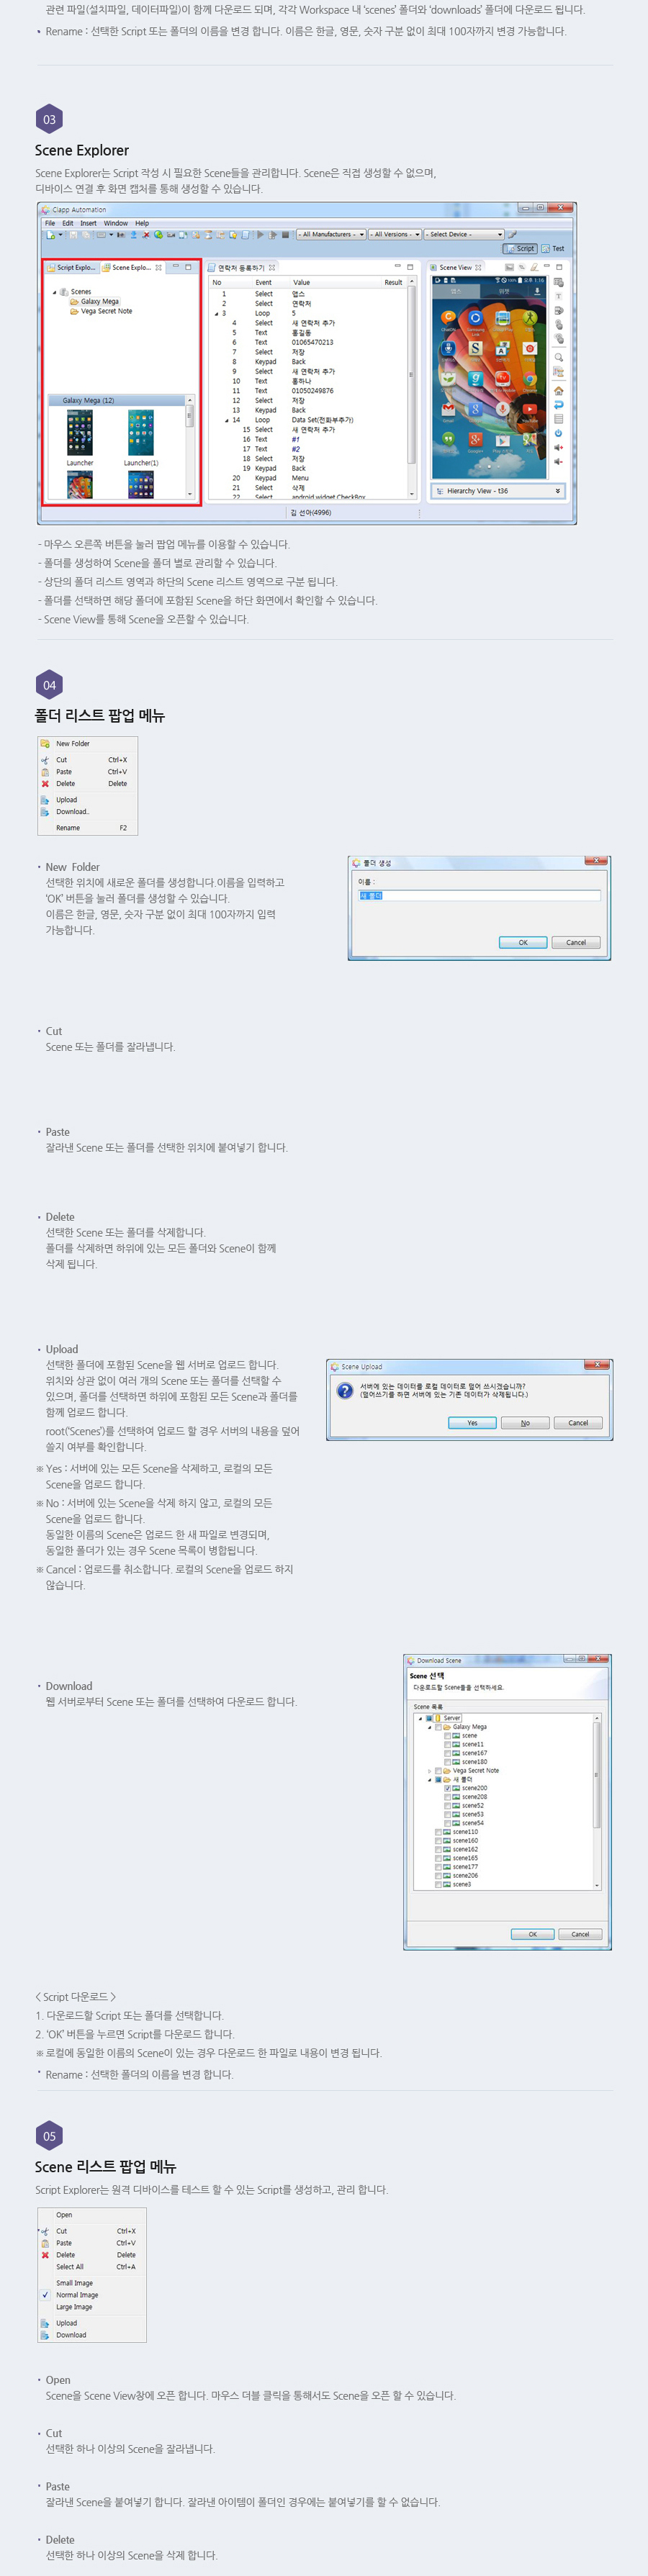 관련 파일(설치파일, 데이터파일)이 함께 다운로드 되며, 각각 Workspace 내 'scenes' 폴더와 'downloads' 폴더에 다운로드 됩니다.
• Rename : 선택한 Script 또는 폴더의 이름을 변경 합니다. 이름은 한글, 영문, 숫자 구분 없이 최대 100자까지 변경 가능합니다.
03
Scene Explorer
Scene Explorer는 Script 작성 시 필요한 Scene들을 관리합니다. Scene은 직접 생성할 수 없으며,
디바이스 연결 후 화면 캡처를 통해 생성할 수 있습니다.
Qapp Automation
File Edit Insert Window Help
- All Manufacturers - - All Versions - - Select Device -
Script Test
Script Explo... Scene Explo...
연락처 등록하기
Scene View
Scenes
Galaxy Mega
Vega Secret Note
Galaxy Mega (12)
Launcher Launcher(1)
No Event Value Result
1 Select 앱스
2 Select 연락처
3 Loop 5
4 Select 새 연락처 추가
5 Text 홍길동
6 Text 01065470213
7 Select 저장
8 Keypad Back
9 Select 새 연락처 추가
10 Text 홍하나
11 Text 01050249876
12 Select 저장
13 Keypad Back
14 Loop Data Set(전화부추가)
15 Select 새 연락처 추가
16 Text #1
17 Text #2
18 Select 저장
19 Keypad Back
20 Keypad Menu
21 Select 삭제
22 Select android.widget.CheckBox
앱스 위젯
Hierarchy View - t36
김 선아(4996)
- 마우스 오른쪽 버튼을 눌러 팝업 메뉴를 이용할 수 있습니다.
- 폴더를 생성하여 Scene을 폴더 별로 관리할 수 있습니다.
- 상단의 폴더 리스트 영역과 하단의 Scene 리스트 영역으로 구분 됩니다.
- 폴더를 선택하면 해당 폴더에 포함된 Scene을 하단 화면에서 확인할 수 있습니다.
- Scene View를 통해 Scene을 오픈할 수 있습니다.
04
폴더 리스트 팝업 메뉴
New Folder
Cut Ctrl+X
Paste Ctrl+V
Delete Delete
Upload
Download..
Rename F2
• New Folder
선택한 위치에 새로운 폴더를 생성합니다.이름을 입력하고
'OK' 버튼을 눌러 폴더를 생성할 수 있습니다.
이름은 한글, 영문, 숫자 구분 없이 최대 100자까지 입력
가능합니다.
폴더 생성
이름 :
새 폴더
OK Cancel
• Cut
Scene 또는 폴더를 잘라냅니다.
• Paste
잘라낸 Scene 또는 폴더를 선택한 위치에 붙여넣기 합니다.
• Delete
선택한 Scene 또는 폴더를 삭제합니다.
폴더를 삭제하면 하위에 있는 모든 폴더와 Scene이 함께
삭제 됩니다.
• Upload
선택한 폴더에 포함된 Scene을 웹 서버로 업로드 합니다.
위치와 상관 없이 여러 개의 Scene 또는 폴더를 선택할 수
있으며, 폴더를 선택하면 하위에 포함된 모든 Scene과 폴더를
함께 업로드 합니다.
root('Scenes')를 선택하여 업로드 할 경우 서버의 내용을 덮어
쓸지 여부를 확인합니다.
※ Yes : 서버에 있는 모든 Scene을 삭제하고, 로컬의 모든
Scene을 업로드 합니다.
※ No : 서버에 있는 Scene을 삭제 하지 않고, 로컬의 모든
Scene을 업로드 합니다.
동일한 이름의 Scene은 업로드 한 새 파일로 변경되며,
동일한 폴더가 있는 경우 Scene 목록이 병합됩니다.
※ Cancel : 업로드를 취소합니다. 로컬의 Scene을 업로드 하지
않습니다.
Scene Upload
서버에 있는 데이터를 로컬 데이터로 덮어 쓰시겠습니까?
(덮어쓰기를 하면 서버에 있는 기존 데이터가 삭제됩니다.)
Yes No Cancel
• Download
웹 서버로부터 Scene 또는 폴더를 선택하여 다운로드 합니다.
Download Scene
Scene 선택
다운로드할 Scene들을 선택하세요.
Scene 목록
Server
Galaxy Mega
scene
scene11
scene167
scene180
Vega Secret Note
새 폴더
scene200
scene208
scene52
scene53
scene54
scene110
scene160
scene162
scene165
scene177
scene206
scene3
OK Cancel
< Script 다운로드 >
1. 다운로드할 Script 또는 폴더를 선택합니다.
2. 'OK' 버튼을 누르면 Script를 다운로드 합니다.
※ 로컬에 동일한 이름의 Scene이 있는 경우 다운로드 한 파일로 내용이 변경 됩니다.
• Rename : 선택한 폴더의 이름을 변경 합니다.
05
Scene 리스트 팝업 메뉴
Script Explorer는 원격 디바이스를 테스트 할 수 있는 Script를 생성하고, 관리 합니다.
Open
Cut Ctrl+X
Paste Ctrl+V
Delete Delete
Select All Ctrl+A
Small Image
Normal Image
Large Image
Upload
Download
• Open
Scene을 Scene View창에 오픈 합니다. 마우스 더블 클릭을 통해서도 Scene을 오픈 할 수 있습니다.
• Cut
선택한 하나 이상의 Scene을 잘라냅니다.
• Paste
잘라낸 Scene을 붙여넣기 합니다. 잘라낸 아이템이 폴더인 경우에는 붙여넣기를 할 수 없습니다.
• Delete
선택한 하나 이상의 Scene을 삭제 합니다.